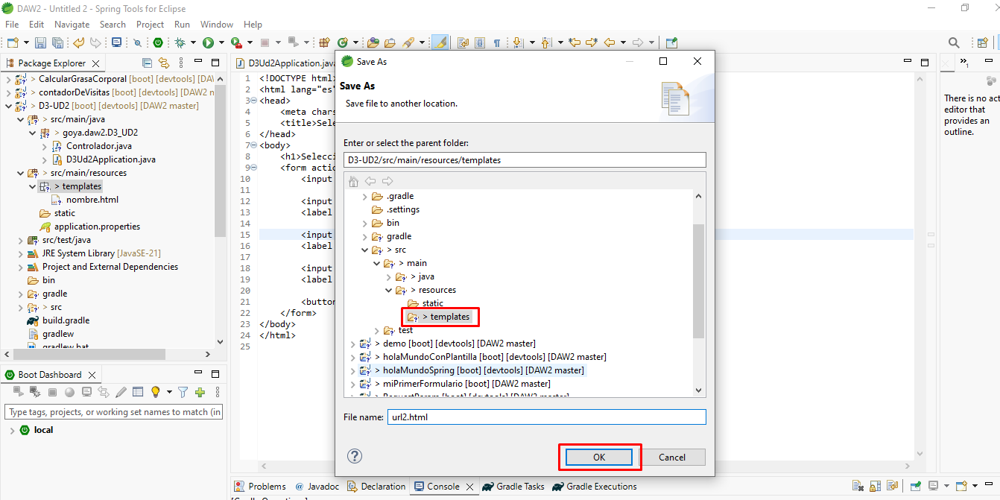 DAW2 - Untitled 2 - Spring Tools for Eclipse
File Edit Navigate Search Project Run Window Help
Package Explorer
> CalcularGrasaCorporal [boot] [devtools] [DAW
> contadorDeVisitas [boot] [devtools] [DAW2 n
> D3-UD2 [boot] [devtools] [DAW2 master]
> src/main/java
> goya.daw2.D3_UD2
Controlador.java
D3Ud2Application.java
> src/main/resources
> templates
nombre.html
static
application.properties
src/test/java
JRE System Library [JavaSE-21]
Project and External Dependencies
bin
gradle
> src
build.gradle
gradlew
gradlew.bat
Boot Dashboard
Type tags, projects, or working set names to match (in
local
D3Ud2Application.java
1 <!DOCTYPE html>
2 <html lang="es"
3 <head>
4 <meta chars
5 <title>Sele
6 </head>
7 <body>
8 <h1>Selecci
9 <form actio
10 <input
11
12 <input
13 <label
14
15 <input
16 <label
17
18 <input
19 <label
20
21 <button
22 </form>
23 </body>
24 </html>
25
Save As
Save As
Save file to another location.
Enter or select the parent folder:
D3-UD2/src/main/resources/templates
.gradle
.settings
bin
gradle
> src
> main
> java
> resources
static
> templates
test
> demo [boot] [devtools] [DAW2 master]
> holaMundoConPlantilla [boot] [devtools] [DAW2 master]
> holaMundoSpring [boot] [devtools] [DAW2 master]
> miPrimerFormulario [boot] [DAW2 master]
> RequestParam [boot] [devtools] [DAW2 master]
File name: url2.html
OK Cancel
There is no act
editor that
provides an
outline.
Problems @ Javadoc Declaration Console Gradle Tasks Gradle Executions
[Gradle Operations]